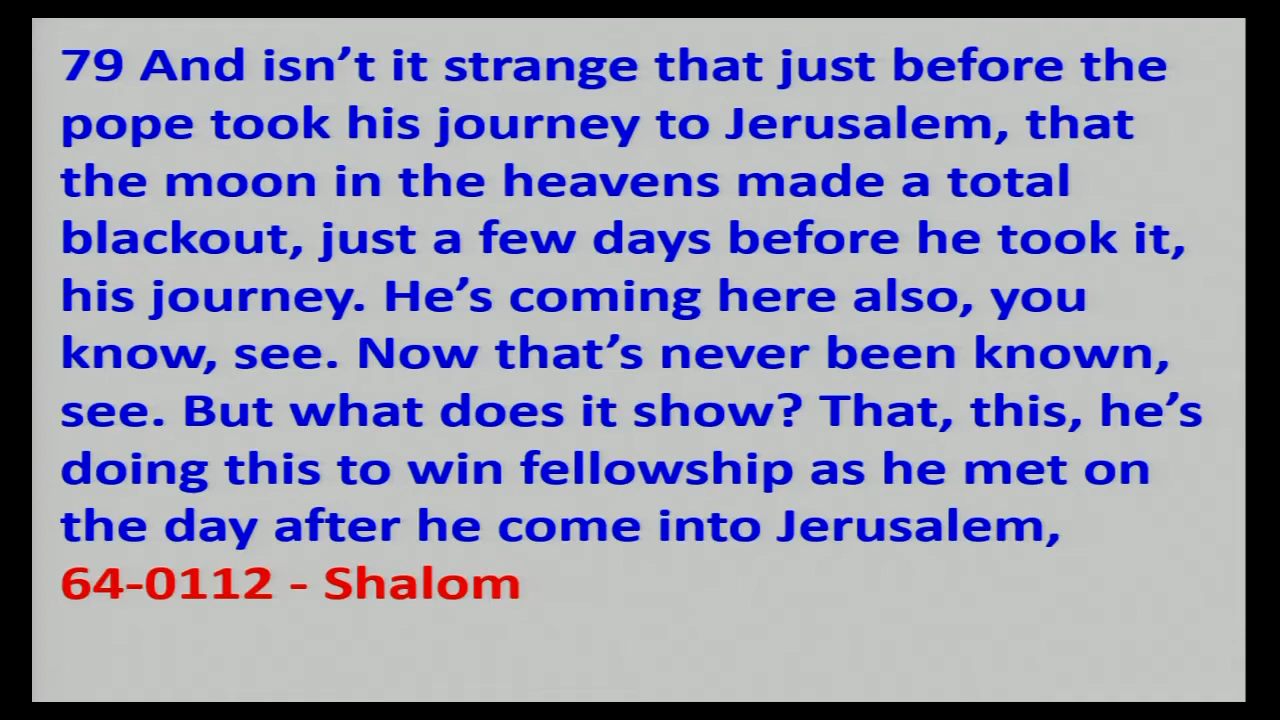 79 And isn’t it strange that just before the
pope took his journey to Jerusalem, that
the moon in the heavens made a total
blackout, just a few days before he took it,
his journey. He’s coming here also, you
know, see. Now that’s never been known,
see. But what does it show? That, this, he’s
doing this to win fellowship as he met on
the day after he come into Jerusalem,
64-0112 - Shalom